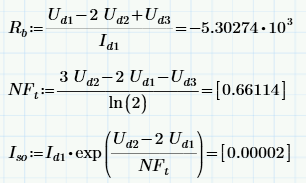 R_b := (U_d1 − 2 U_d2 + U_d3) / I_d1 = −5.30274 • 10^3
NF_t := (3 U_d2 − 2 U_d1 − U_d3) / ln(2) = [0.66114]
I_so := I_d1 • exp((U_d2 − 2 U_d1) / NF_t) = [0.00002]